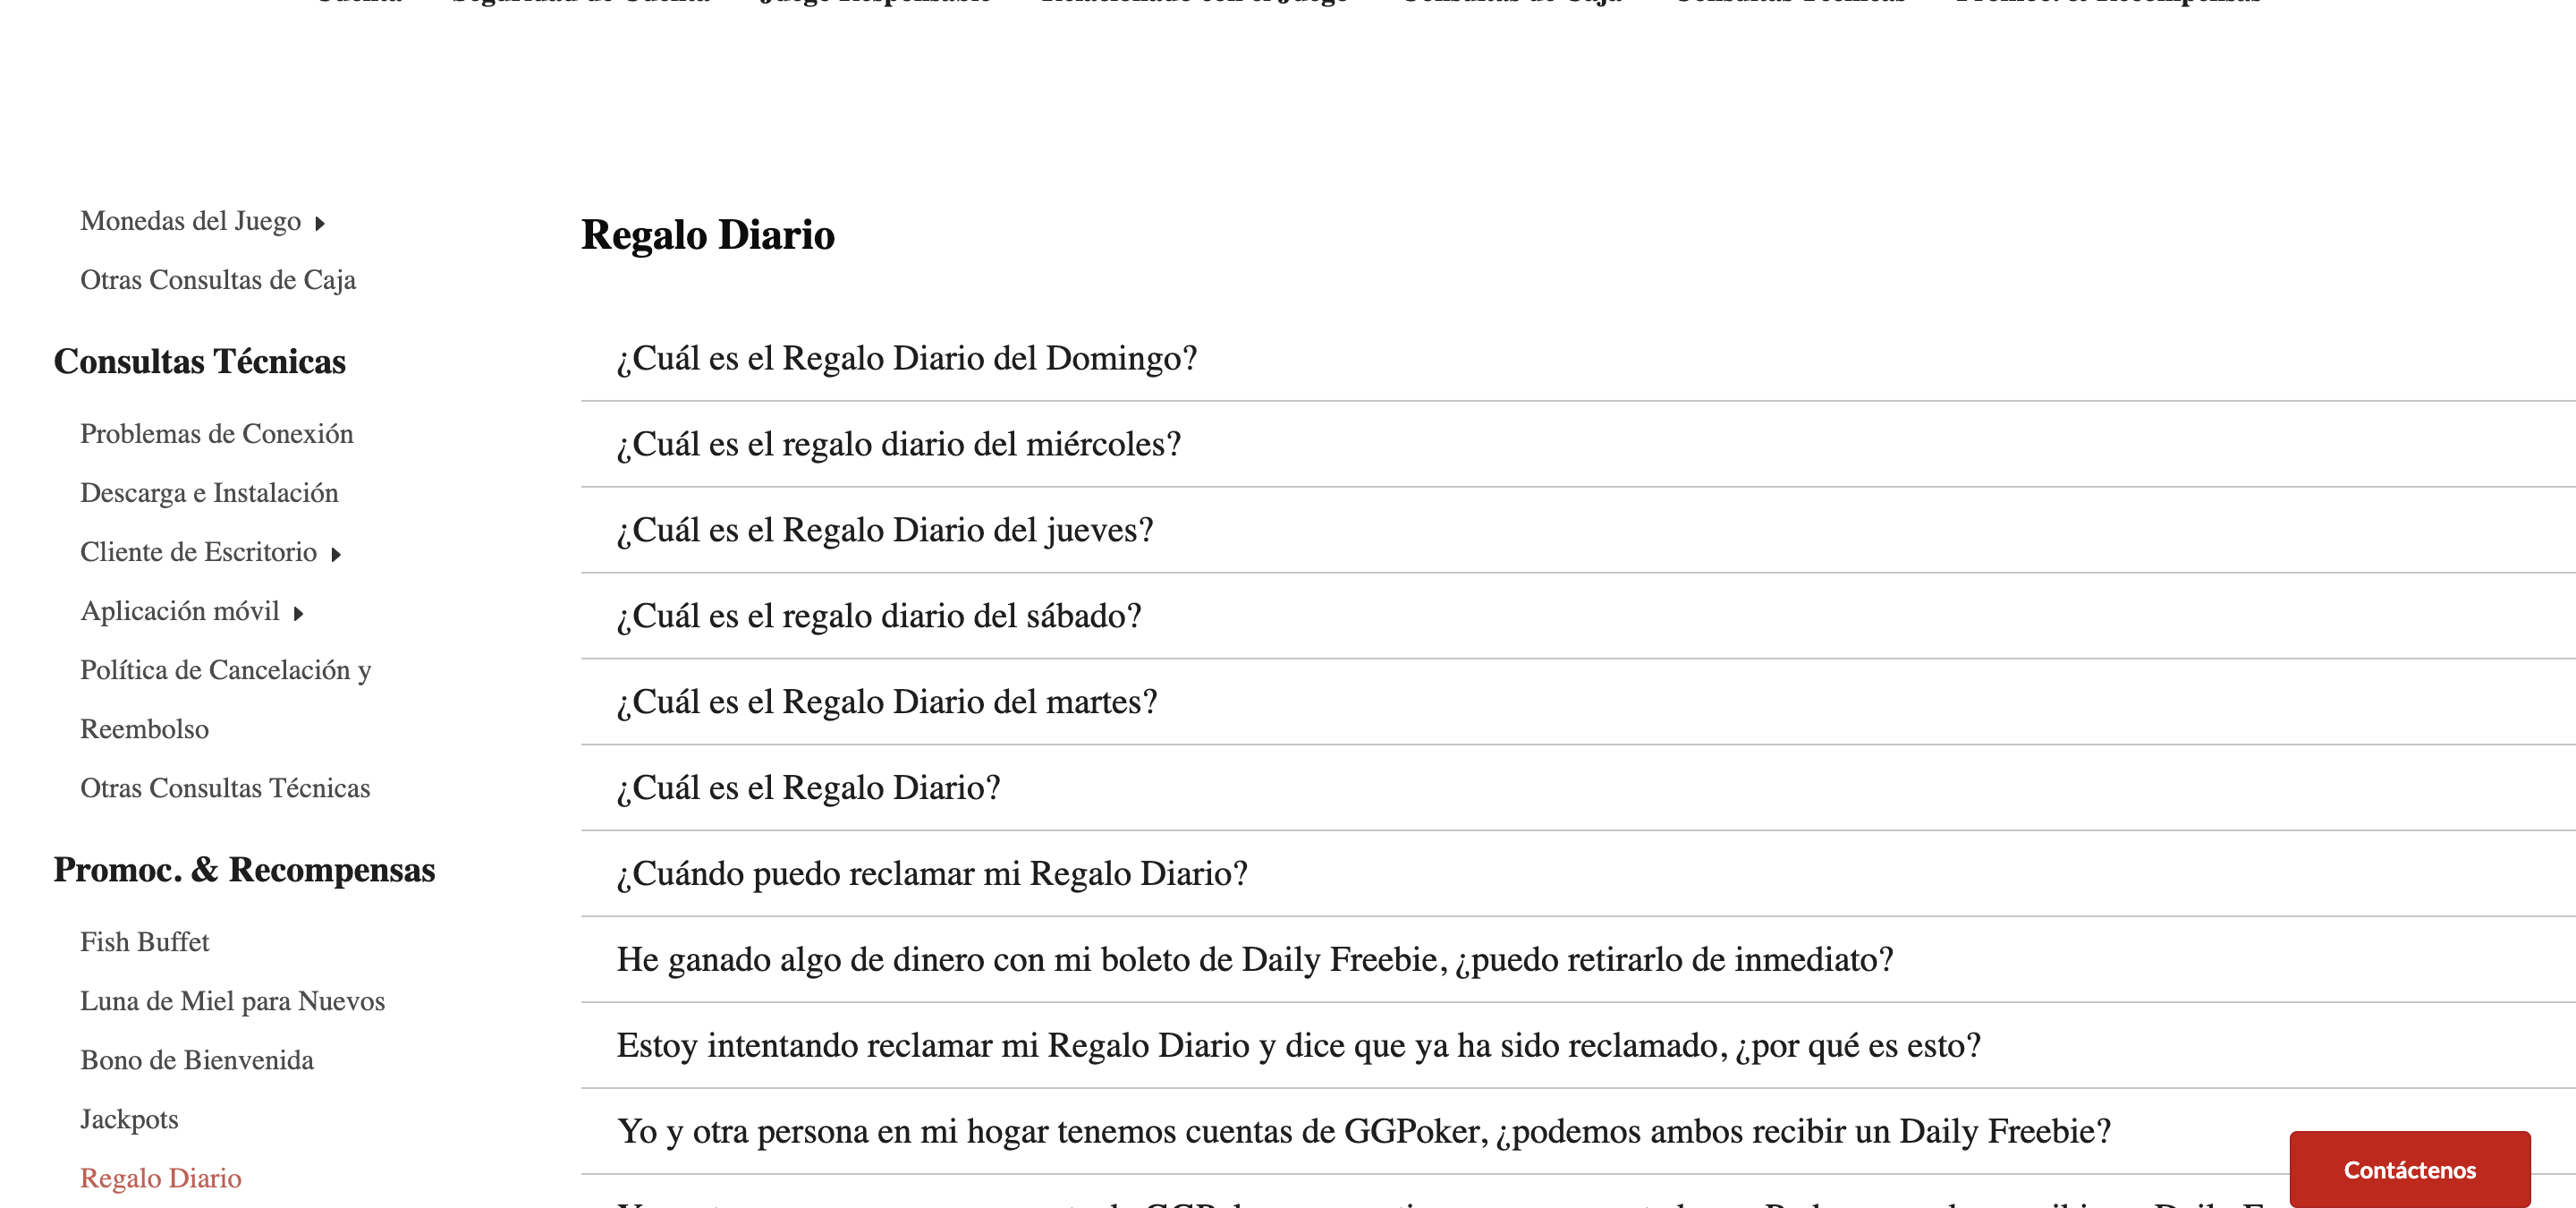 Monedas del Juego
Otras Consultas de Caja
Consultas Técnicas
Problemas de Conexión
Descarga e Instalación
Cliente de Escritorio
Aplicación móvil
Política de Cancelación y
Reembolso
Otras Consultas Técnicas
Promoc. & Recompensas
Fish Buffet
Luna de Miel para Nuevos
Bono de Bienvenida
Jackpots
Regalo Diario
Regalo Diario
¿Cuál es el Regalo Diario del Domingo?
¿Cuál es el regalo diario del miércoles?
¿Cuál es el Regalo Diario del jueves?
¿Cuál es el regalo diario del sábado?
¿Cuál es el Regalo Diario del martes?
¿Cuál es el Regalo Diario?
¿Cuándo puedo reclamar mi Regalo Diario?
He ganado algo de dinero con mi boleto de Daily Freebie, ¿puedo retirarlo de inmediato?
Estoy intentando reclamar mi Regalo Diario y dice que ya ha sido reclamado, ¿por qué es esto?
Yo y otra persona en mi hogar tenemos cuentas de GGPoker, ¿podemos ambos recibir un Daily Freebie?
Contáctenos